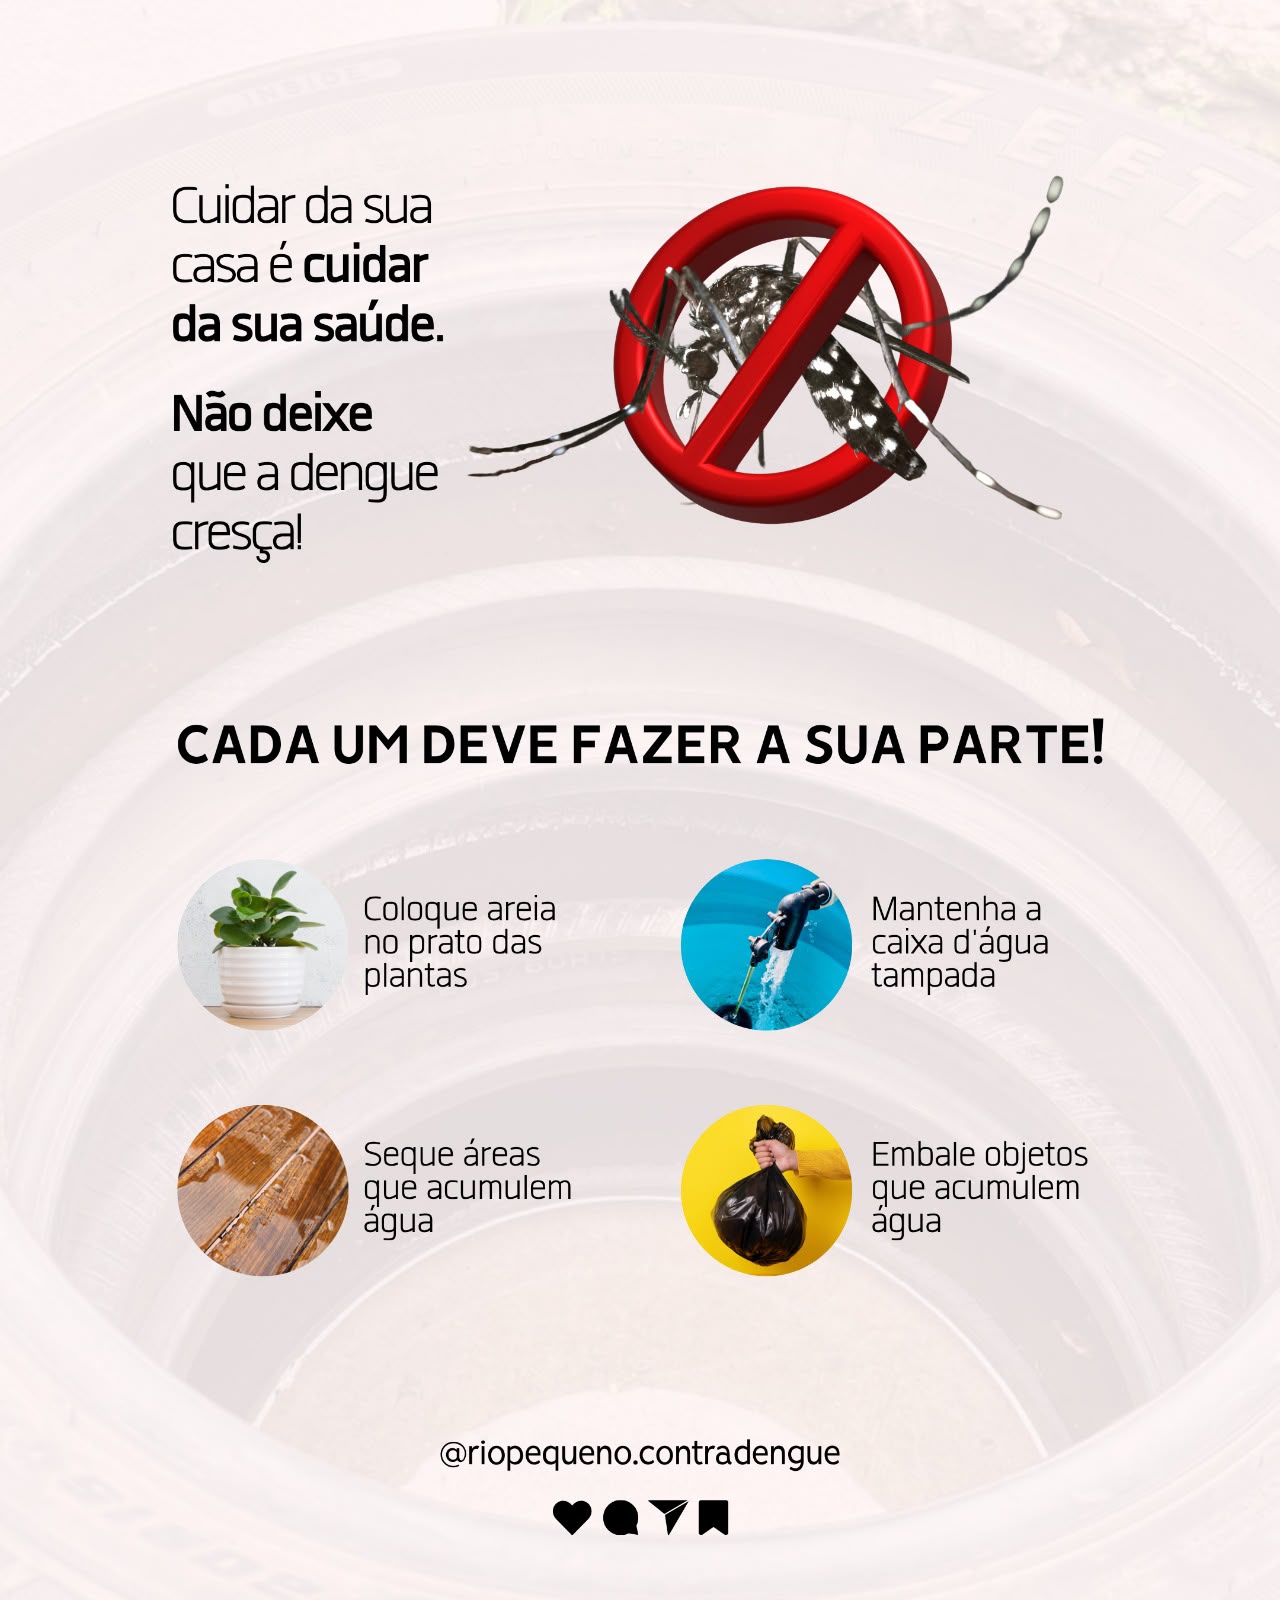 Cuidar da sua
casa é cuidar
da sua saúde.
Não deixe
que a dengue
cresça!
CADA UM DEVE FAZER A SUA PARTE!
Coloque areia
no prato das
plantas
Mantenha a
caixa d'água
tampada
Seque áreas
que acumulem
água
Embale objetos
que acumulem
água
@riopequeno.contradengue